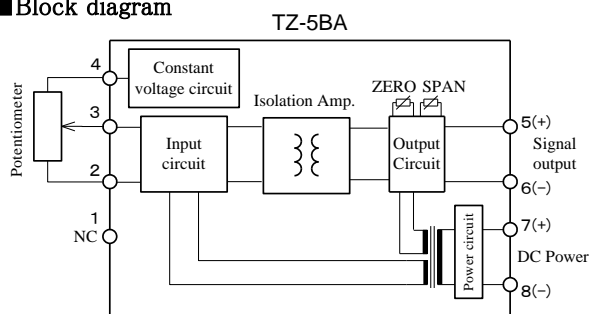 ■Block diagram
TZ-5BA
4
Constant
voltage circuit
Potentiometer
3
Input
circuit
2
1
NC
Isolation Amp.
ZERO SPAN
Output
Circuit
5(+)
Signal
output
6(−)
Power circuit
7(+)
DC Power
8(−)